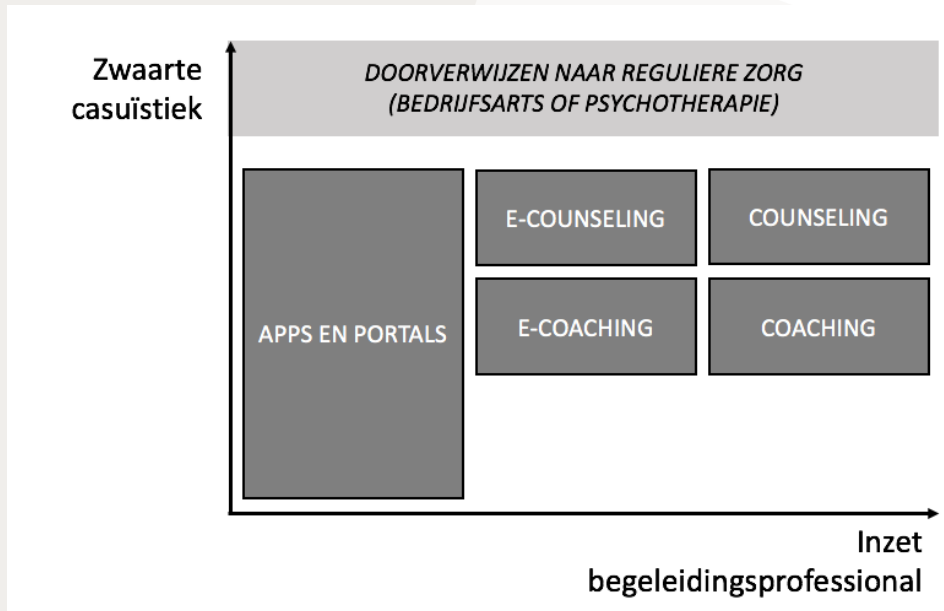 Zwaarte
casuïstiek
DOORVERWIJZEN NAAR REGULIERE ZORG
(BEDRIJFSARTS OF PSYCHOTHERAPIE)
E-COUNSELING
COUNSELING
APPS EN PORTALS
E-COACHING
COACHING
Inzet
begeleidingsprofessional